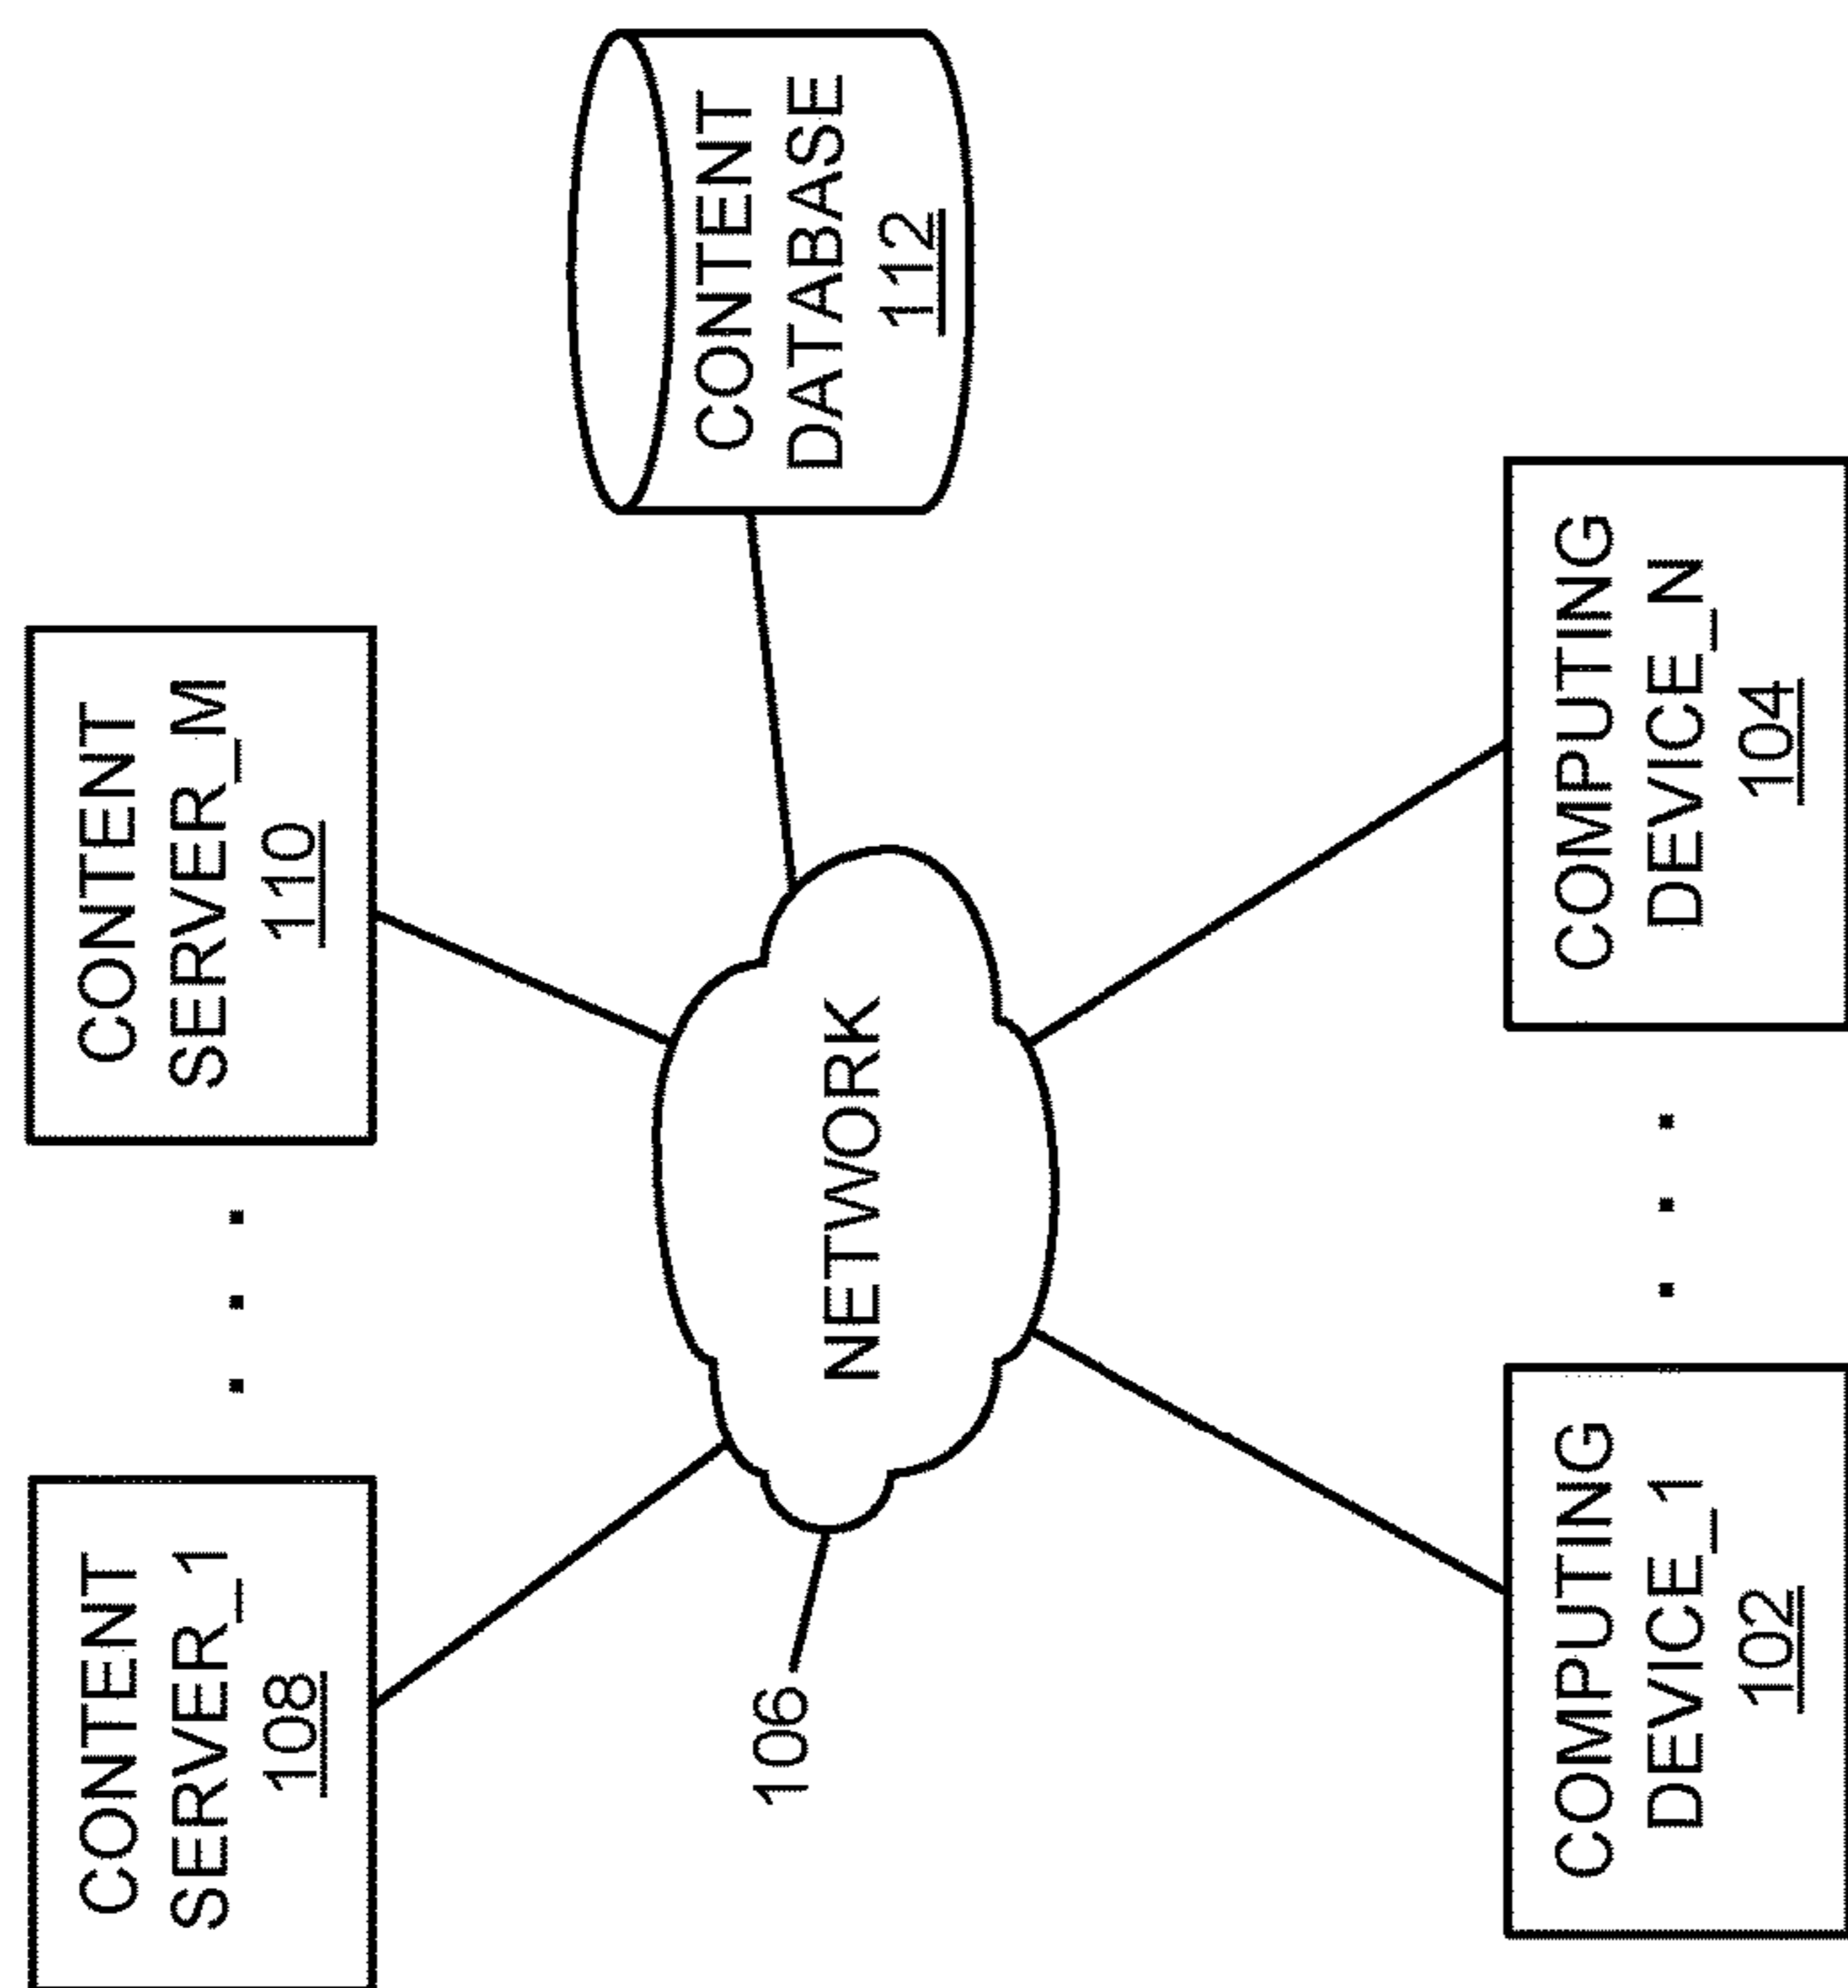 CONTENT
SERVER_1
108
CONTENT
SERVER_M
110
NETWORK
106
CONTENT
DATABASE
112
COMPUTING
DEVICE_1
102
COMPUTING
DEVICE_N
104